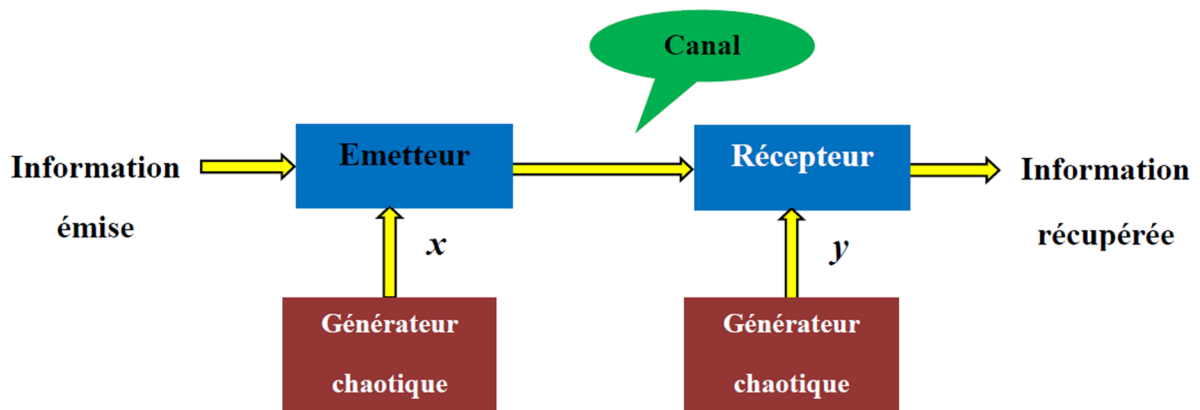 Canal
Information
émise
Emetteur
Récepteur
Information
récupérée
x
y
Générateur
chaotique
Générateur
chaotique